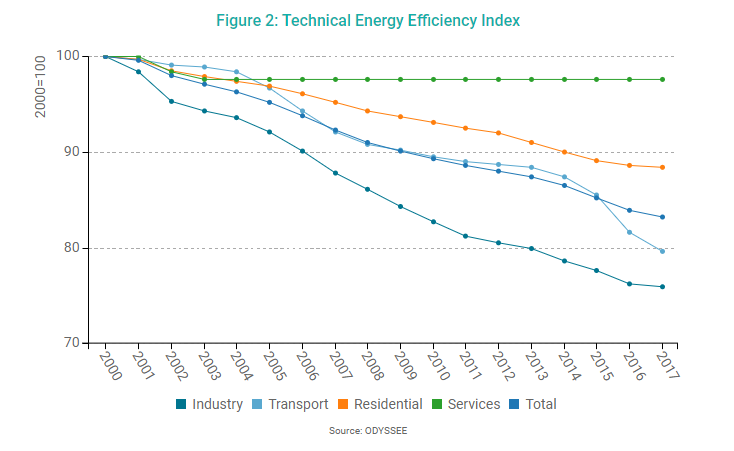 Figure 2: Technical Energy Efficiency Index
2000=100
100
90
80
70
2000 2001 2002 2003 2004 2005 2006 2007 2008 2009 2010 2011 2012 2013 2014 2015 2016 2017
Industry Transport Residential Services Total
Source: ODYSSEE